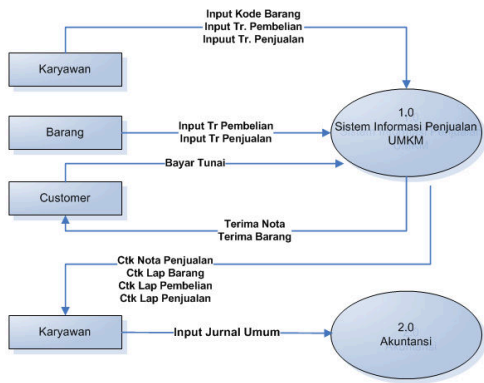 Input Kode Barang
Input Tr. Pembelian
Inpuut Tr. Penjualan
Karyawan
1.0
Sistem Informasi Penjualan
UMKM
Barang
Input Tr Pembelian
Input Tr Penjualan
Bayar Tunai
Customer
Terima Nota
Terima Barang
Ctk Nota Penjualan
Ctk Lap Barang
Ctk Lap Pembelian
Ctk Lap Penjualan
Karyawan
Input Jurnal Umum
2.0
Akuntansi